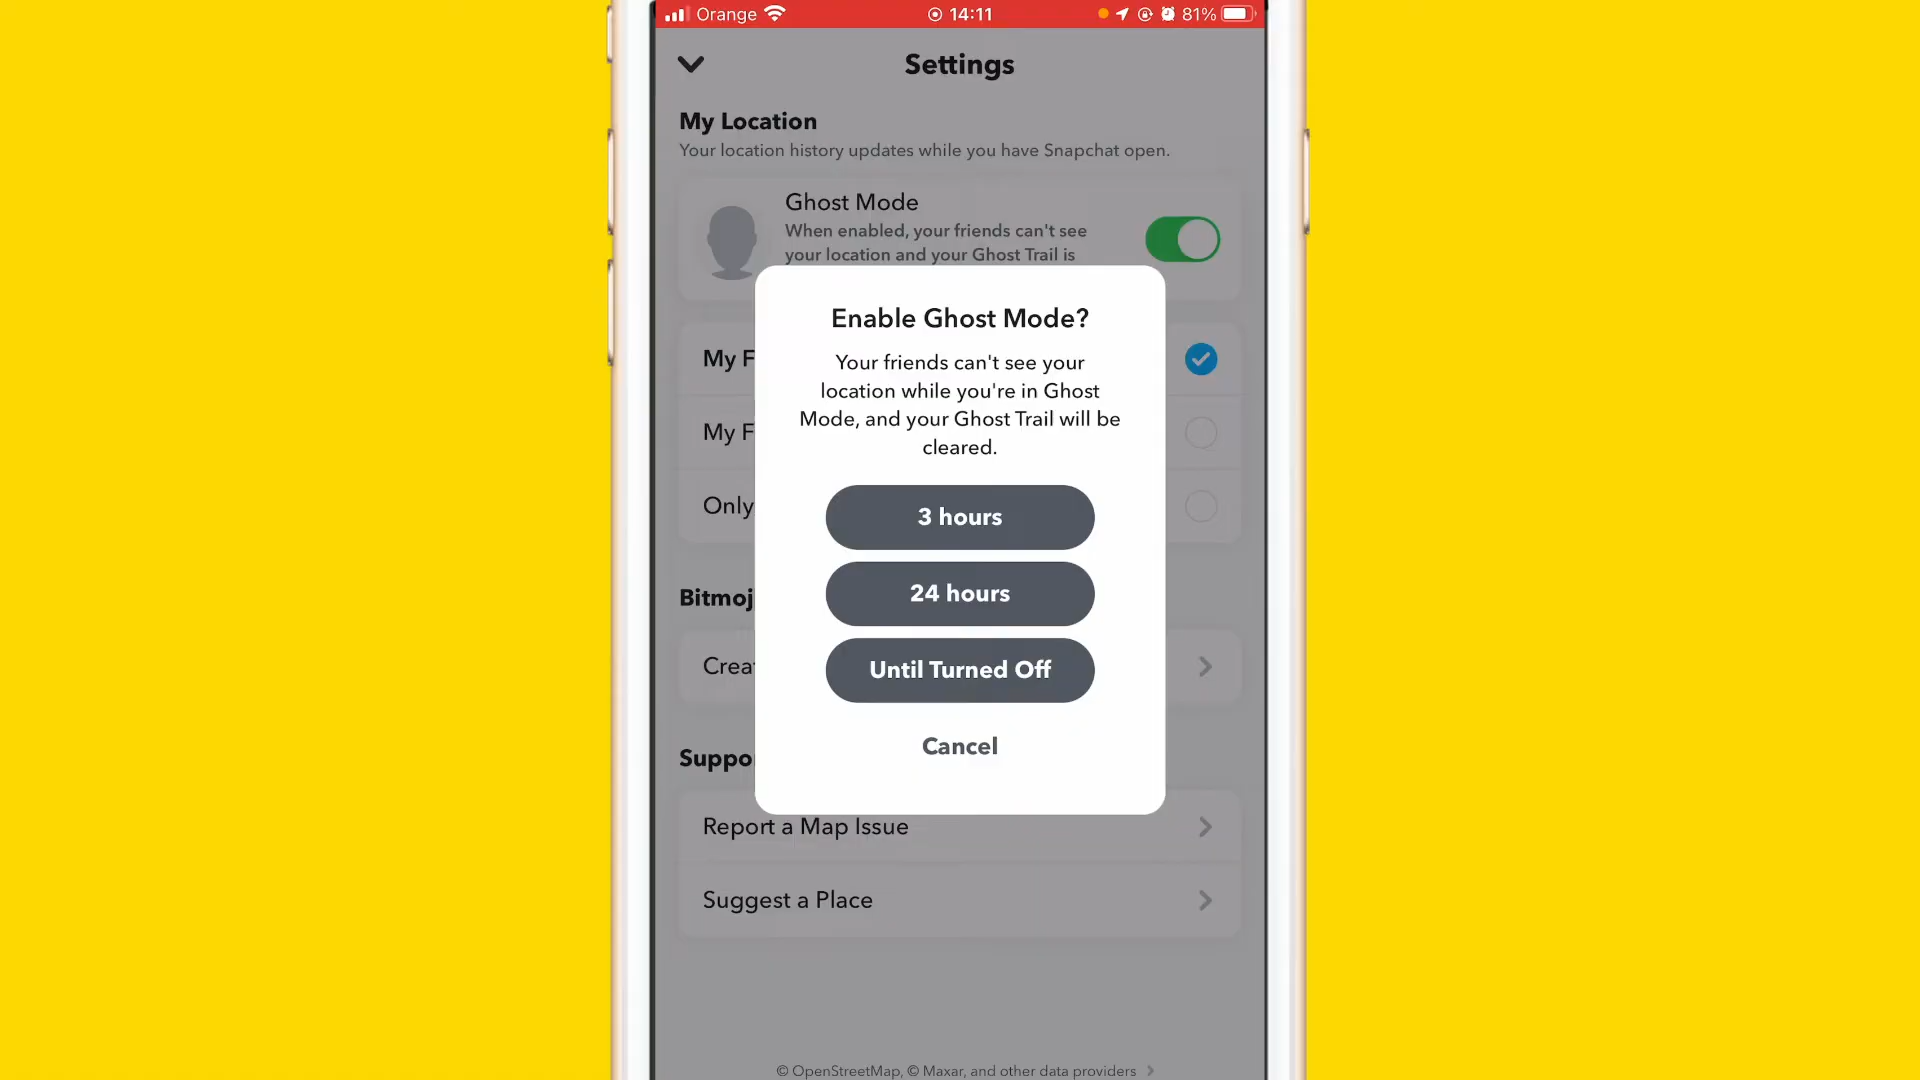 Orange 14:11 81%
Settings
My Location
Your location history updates while you have Snapchat open.
Ghost Mode
When enabled, your friends can't see
your location and your Ghost Trail is
Enable Ghost Mode?
Your friends can't see your
location while you're in Ghost
Mode, and your Ghost Trail will be
cleared.
My F
My F
Only
3 hours
24 hours
Until Turned Off
Cancel
Bitmoj
Crea
Suppo
Report a Map Issue
Suggest a Place
© OpenStreetMap, © Maxar, and other data providers